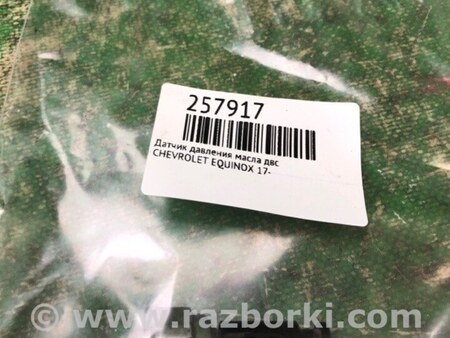 257917
Датчик давления масла двс
CHEVROLET EQUINOX 17-
© www.razborki.com